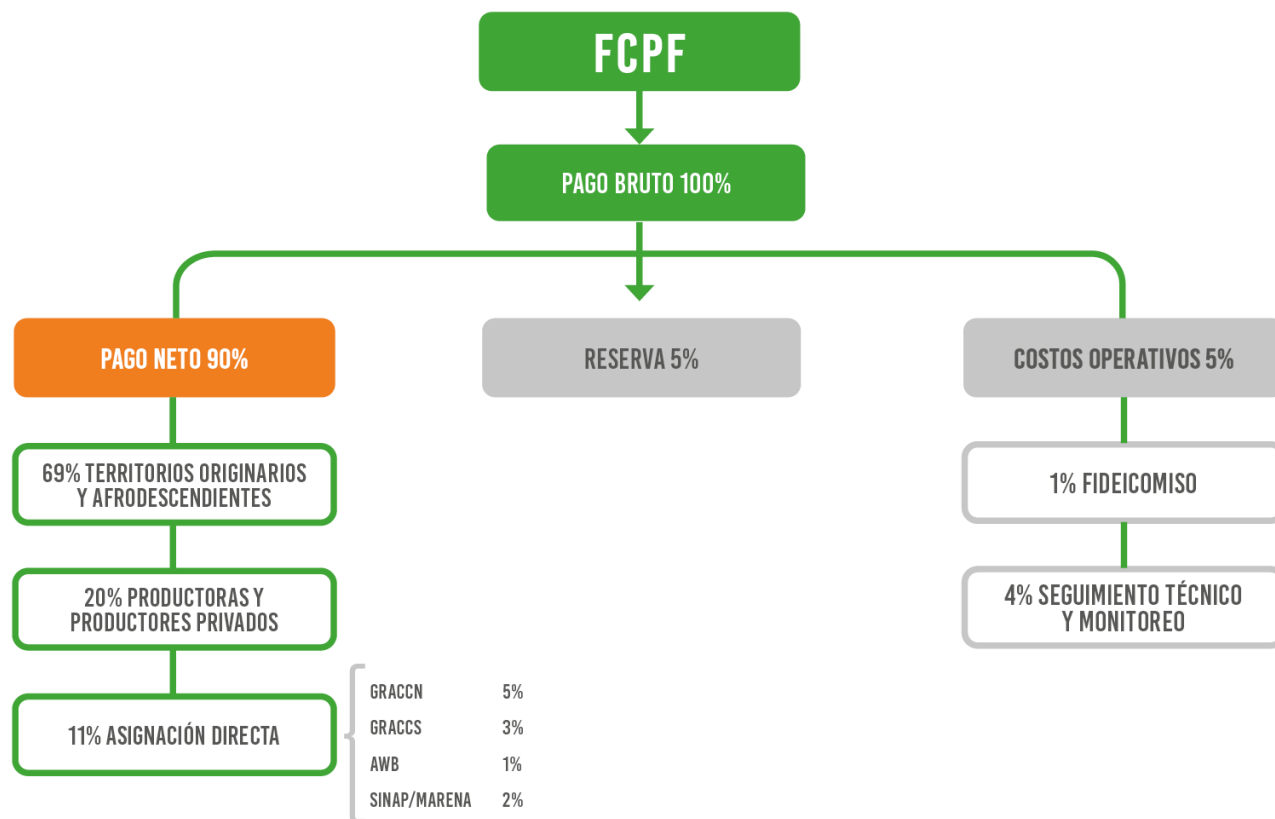 FCPF
PAGO BRUTO 100%
PAGO NETO 90%
RESERVA 5%
COSTOS OPERATIVOS 5%
69% TERRITORIOS ORIGINARIOS
Y AFRODESCENDIENTES
1% FIDEICOMISO
20% PRODUCTORAS Y
PRODUCTORES PRIVADOS
4% SEGUIMIENTO TÉCNICO
Y MONITOREO
11% ASIGNACIÓN DIRECTA
GRACCN 5%
GRACCS 3%
AWB 1%
SINAP/MARENA 2%